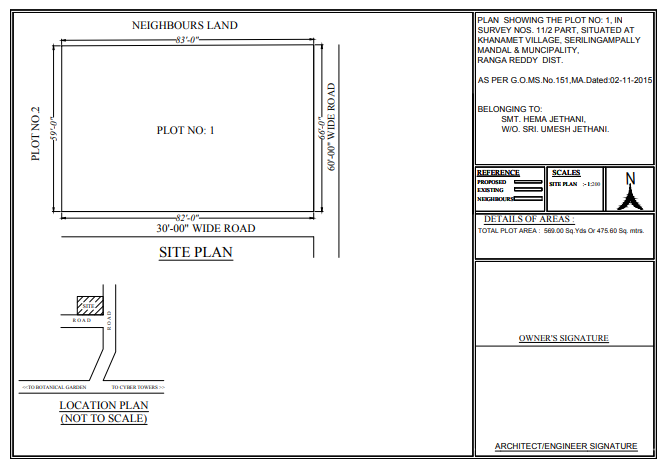 NEIGHBOURS LAND
83'-0"
PLOT NO.2
59'-0"
PLOT NO: 1
66'-0"
60'-00" WIDE ROAD
82'-0"
30'-00" WIDE ROAD
SITE PLAN
SITE
ROAD
ROAD
<<TO BOTANICAL GARDEN
TO CYBER TOWERS >>
LOCATION PLAN
(NOT TO SCALE)
PLAN SHOWING THE PLOT NO: 1, IN
SURVEY NOS. 11/2 PART, SITUATED AT
KHANAMET VILLAGE, SERILINGAMPALLY
MANDAL & MUNCIPALITY,
RANGA REDDY DIST.
AS PER G.O.MS.No.151,MA.Dated:02-11-2015
BELONGING TO:
SMT. HEMA JETHANI,
W/O. SRI. UMESH JETHANI.
REFERENCE
PROPOSED
EXISTING
NEIGHBOURS
SCALES
SITE PLAN :- 1:200
N
DETAILS OF AREAS :
TOTAL PLOT AREA : 569.00 Sq.Yds Or 475.60 Sq. mtrs.
OWNER'S SIGNATURE
ARCHITECT/ENGINEER SIGNATURE